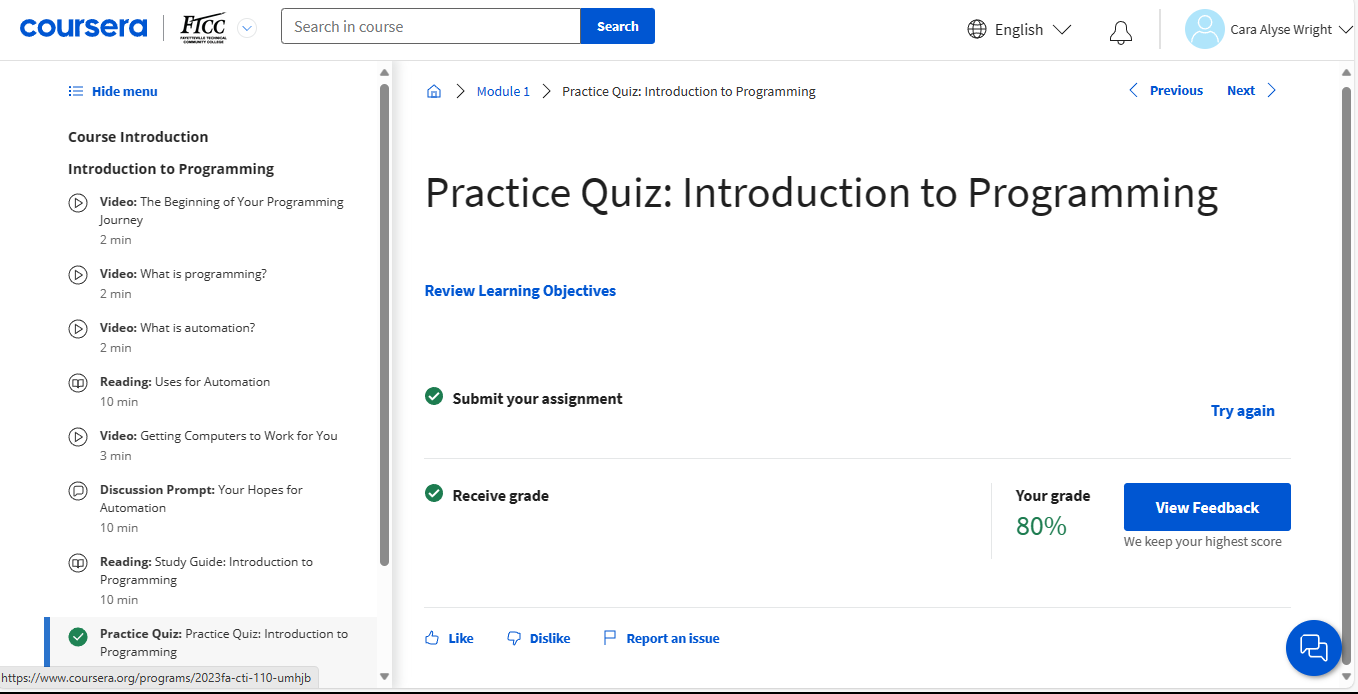 coursera
FTCC
FAYETTEVILLE TECHNICAL
COMMUNITY COLLEGE
Search in course
Search
English
Cara Alyse Wright
Hide menu
Course Introduction
Introduction to Programming
Video: The Beginning of Your Programming
Journey
2 min
Video: What is programming?
2 min
Video: What is automation?
2 min
Reading: Uses for Automation
10 min
Video: Getting Computers to Work for You
3 min
Discussion Prompt: Your Hopes for
Automation
10 min
Reading: Study Guide: Introduction to
Programming
10 min
Practice Quiz: Practice Quiz: Introduction to
Programming
https://www.coursera.org/programs/2023fa-cti-110-umhjb
Module 1
Practice Quiz: Introduction to Programming
Previous
Next
Practice Quiz: Introduction to Programming
Review Learning Objectives
Submit your assignment
Try again
Receive grade
Your grade
80%
View Feedback
We keep your highest score
Like
Dislike
Report an issue